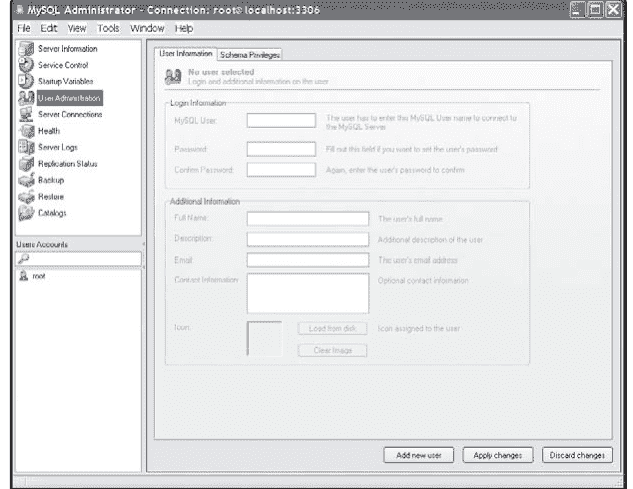 MySQL Administrator - Connection: root@localhost:3306
File Edit View Tools Window Help
Server Information
Service Control
Startup Variables
User Administration
Server Connections
Health
Server Logs
Replication Status
Backup
Restore
Catalogs
Users Accounts
root
User Information Schema Privileges
No user selected
Login and additional information on the user
Login Information
MySQL User:
The user has to enter this MySQL User name to connect to the MySQL Server
Password:
Fill out this field if you want to set the user's password
Confirm Password:
Again, enter the user's password to confirm
Additional Information
Full Name:
The user's full name
Description:
Additional description of the user
Email:
The user's email address
Contact Information:
Optional contact information
Icon:
Load from disk
Icon assigned to the user
Clear Image
Add new user Apply changes Discard changes